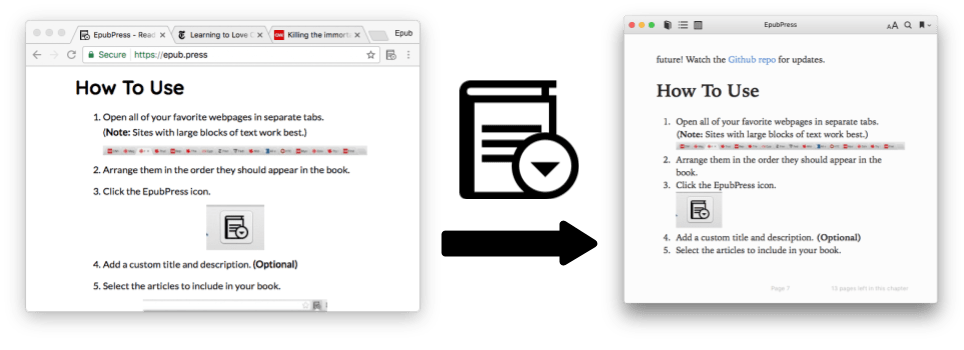 EpubPress - Read
Learning to Love C
Killing the immort
Epub
Secure https://epub.press
How To Use
1. Open all of your favorite webpages in separate tabs.
(Note: Sites with large blocks of text work best.)
2. Arrange them in the order they should appear in the book.
3. Click the EpubPress icon.
4. Add a custom title and description. (Optional)
5. Select the articles to include in your book.
EpubPress
AA
future! Watch the Github repo for updates.
How To Use
1. Open all of your favorite webpages in separate tabs.
(Note: Sites with large blocks of text work best.)
2. Arrange them in the order they should appear in the
book.
3. Click the EpubPress icon.
4. Add a custom title and description. (Optional)
5. Select the articles to include in your book.
Page 7
13 pages left in this chapter